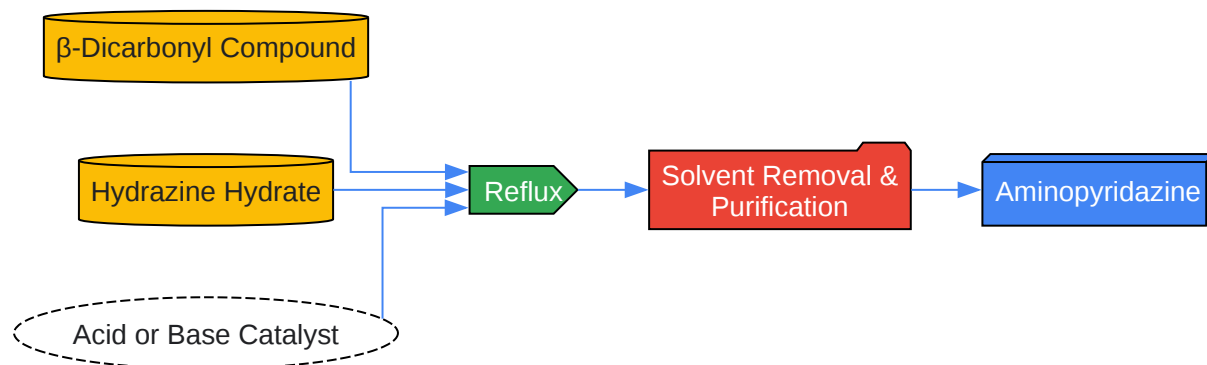 β-Dicarbonyl Compound
Hydrazine Hydrate
Reflux
Solvent Removal &
Purification
Aminopyridazine
Acid or Base Catalyst